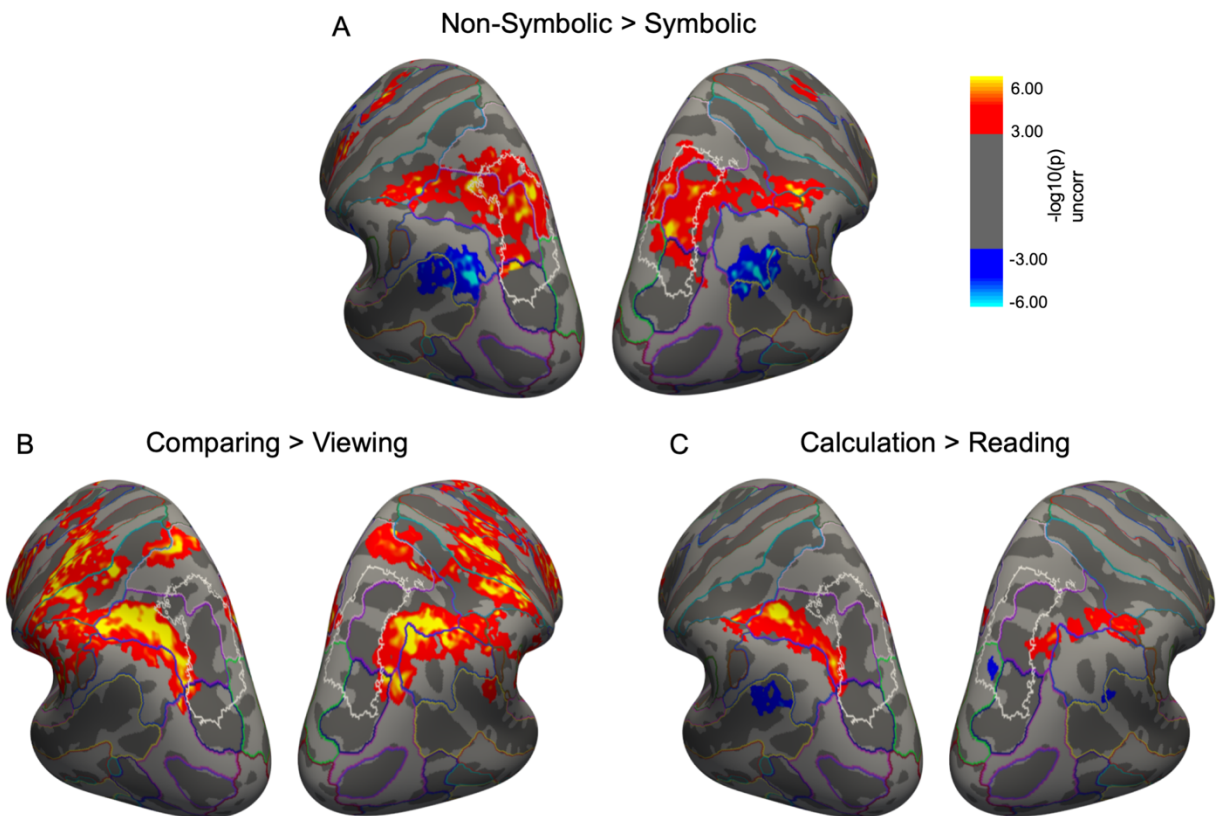 A
Non-Symbolic > Symbolic
6.00
3.00
-3.00
-6.00
-log10(p)
uncorr
B
Comparing > Viewing
C
Calculation > Reading